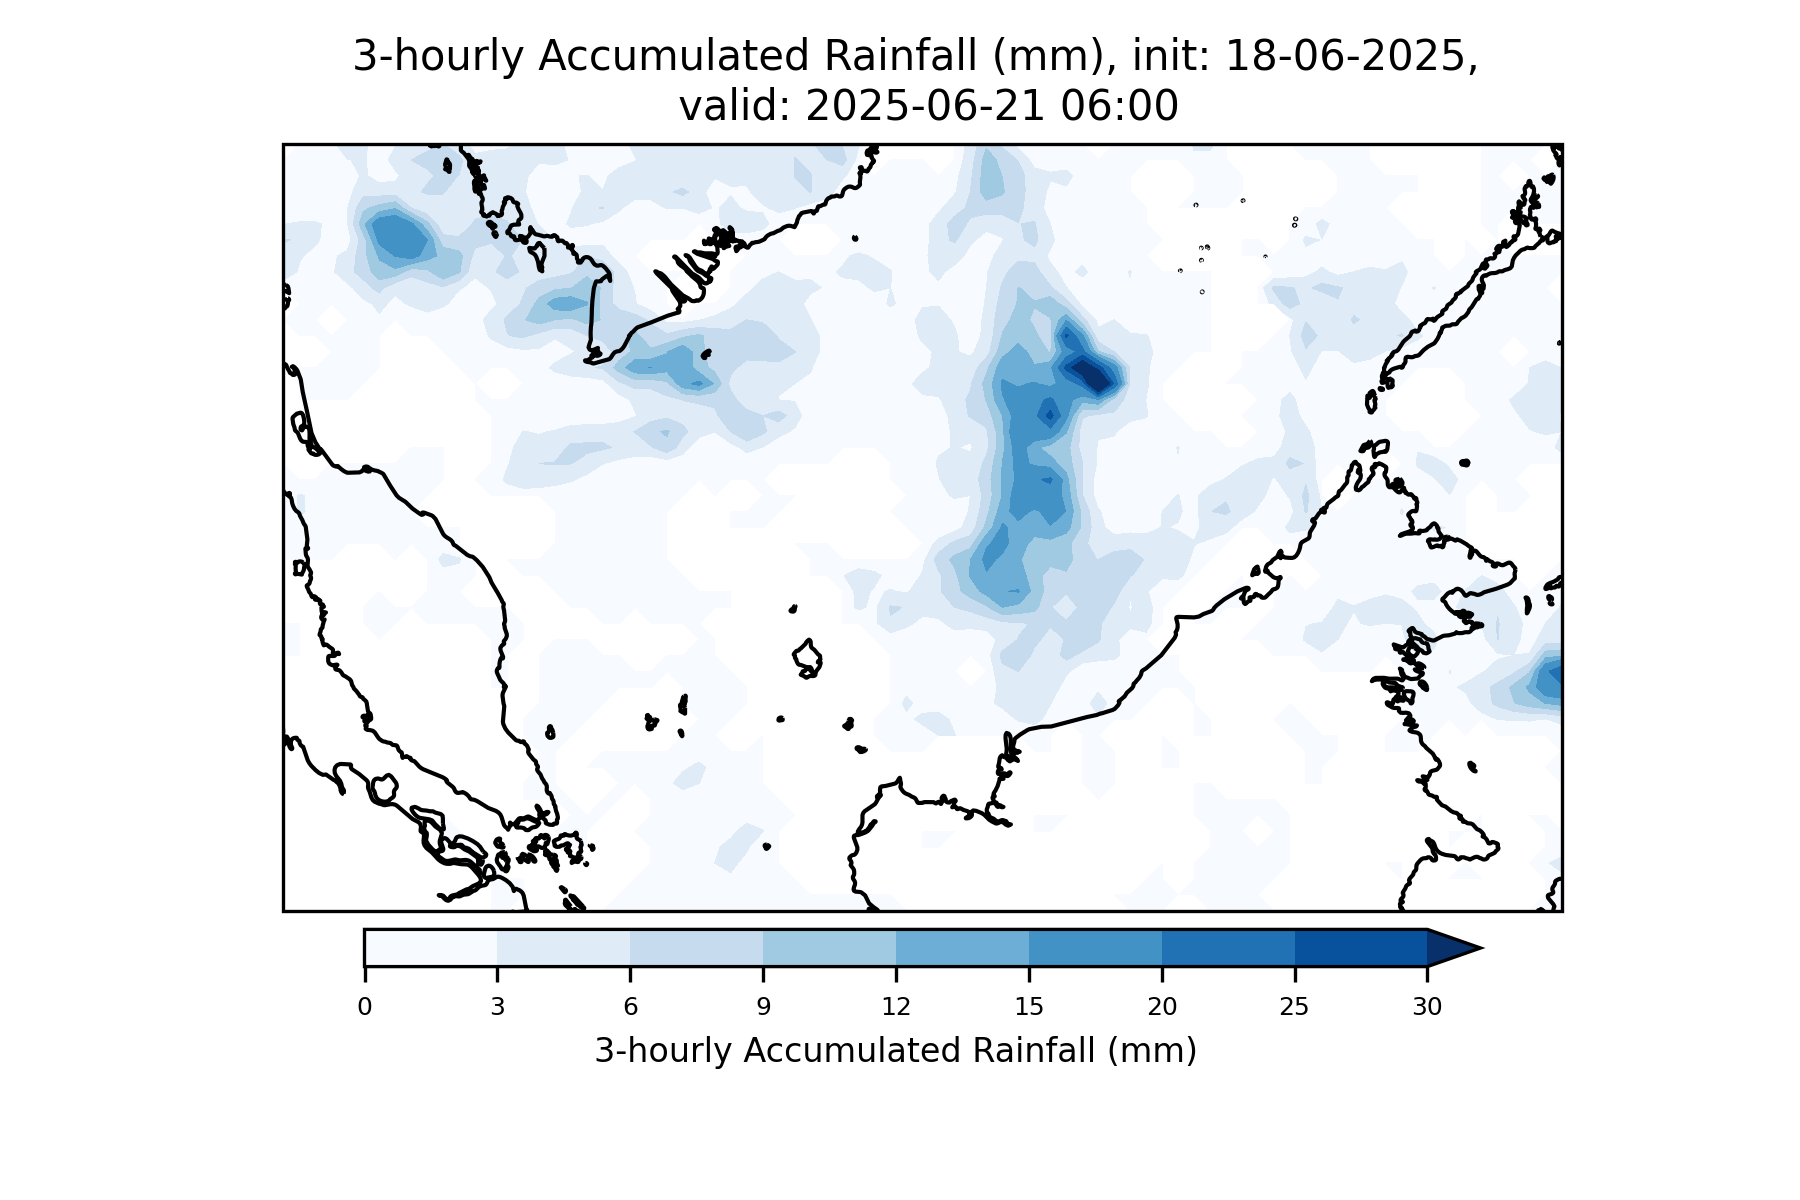 3-hourly Accumulated Rainfall (mm), init: 18-06-2025,
valid: 2025-06-21 06:00
0 3 6 9 12 15 20 25 30
3-hourly Accumulated Rainfall (mm)